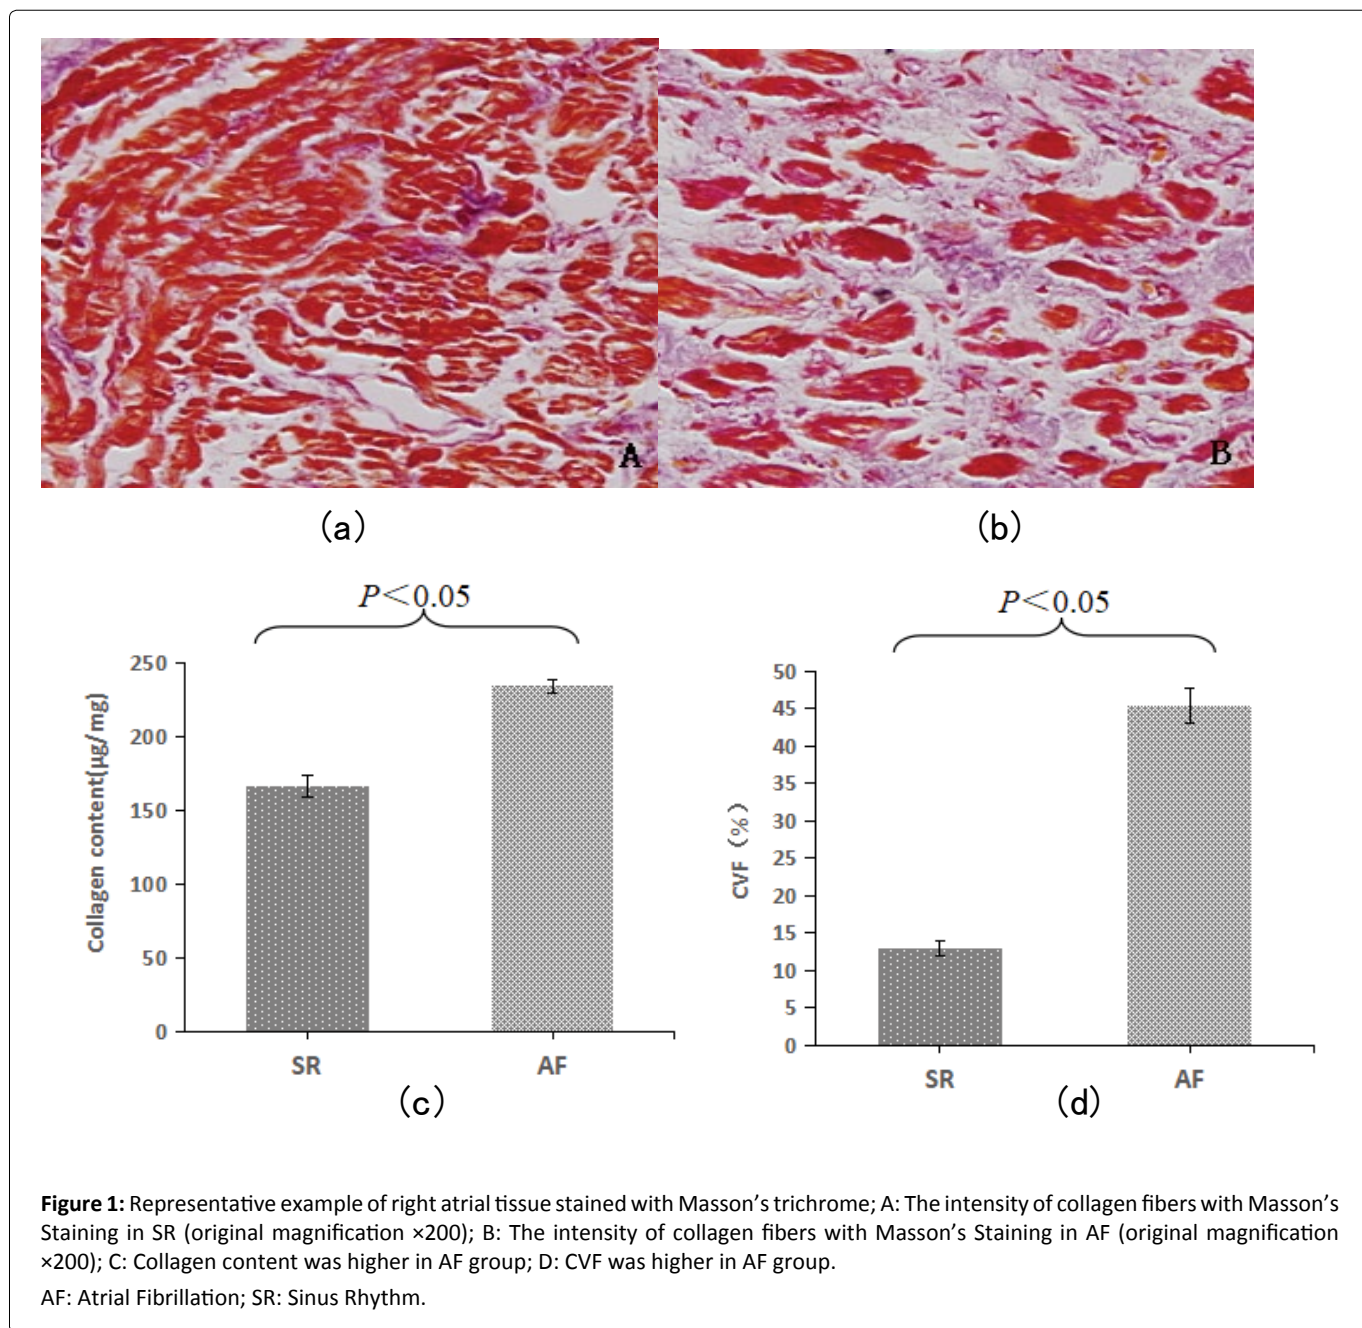 A
B
(a)
(b)
P<0.05
Collagen content(µg/mg)
250
200
150
100
50
0
SR
AF
(c)
P<0.05
CVF (%)
50
45
40
35
30
25
20
15
10
5
0
SR
AF
(d)
Figure 1: Representative example of right atrial tissue stained with Masson’s trichrome; A: The intensity of collagen fibers with Masson’s
Staining in SR (original magnification ×200); B: The intensity of collagen fibers with Masson’s Staining in AF (original magnification
×200); C: Collagen content was higher in AF group; D: CVF was higher in AF group.
AF: Atrial Fibrillation; SR: Sinus Rhythm.